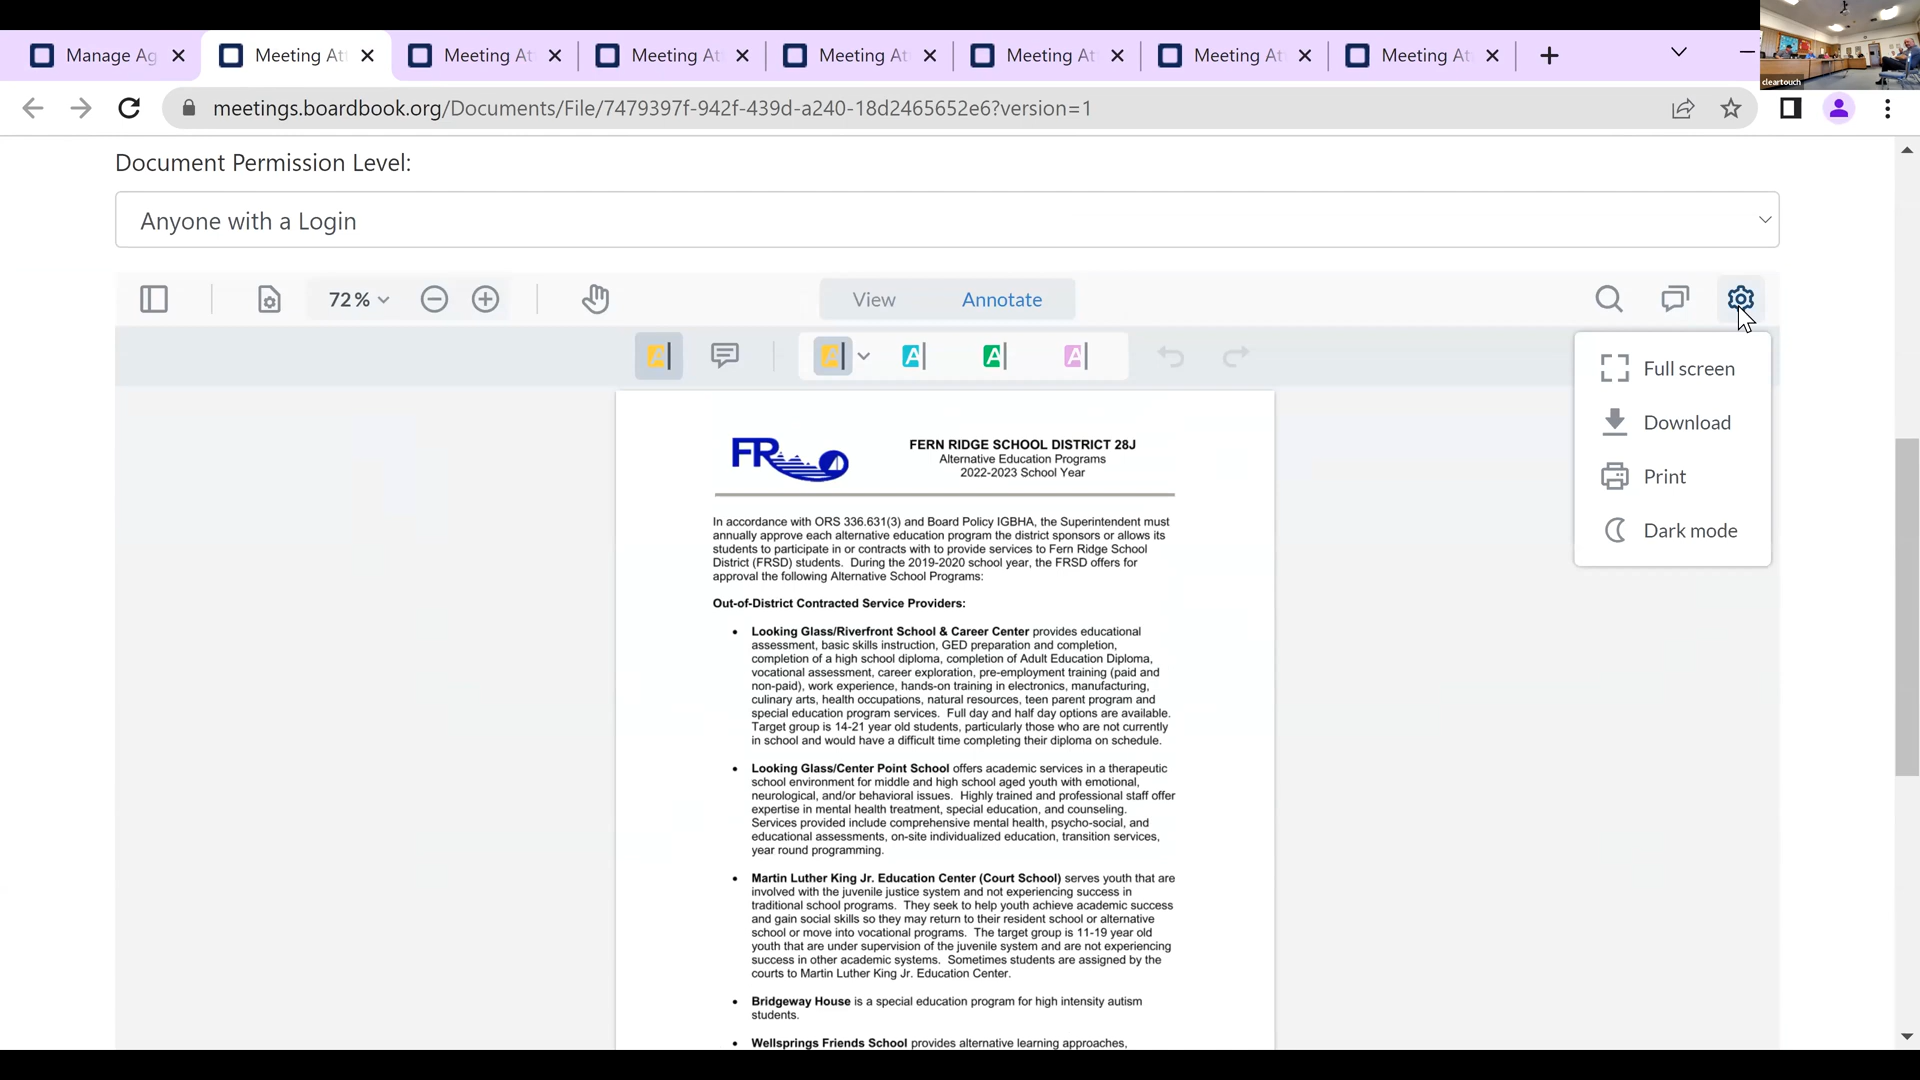 Manage Ag
Meeting At
Meeting At
Meeting At
Meeting At
Meeting At
Meeting At
Meeting At
cleartouch
meetings.boardbook.org/Documents/File/7479397f-942f-439d-a240-18d2465652e6?version=1
Document Permission Level:
Anyone with a Login
72%
View
Annotate
Full screen
Download
Print
Dark mode
FR
FERN RIDGE SCHOOL DISTRICT 28J
Alternative Education Programs
2022-2023 School Year
In accordance with ORS 336.631(3) and Board Policy IGBHA, the Superintendent must
annually approve each alternative education program the district sponsors or allows its
students to participate in or contracts with to provide services to Fern Ridge School
District (FRSD) students. During the 2019-2020 school year, the FRSD offers for
approval the following Alternative School Programs:
Out-of-District Contracted Service Providers:
• Looking Glass/Riverfront School & Career Center provides educational
assessment, basic skills instruction, GED preparation and completion,
completion of a high school diploma, completion of Adult Education Diploma,
vocational assessment, career exploration, pre-employment training (paid and
non-paid), work experience, hands-on training in electronics, manufacturing,
culinary arts, health occupations, natural resources, teen parent program and
special education program services. Full day and half day options are available.
Target group is 14-21 year old students, particularly those who are not currently
in school and would have a difficult time completing their diploma on schedule.
• Looking Glass/Center Point School offers academic services in a therapeutic
school environment for middle and high school aged youth with emotional,
neurological, and/or behavioral issues. Highly trained and professional staff offer
expertise in mental health treatment, special education, and counseling.
Services provided include comprehensive mental health, psycho-social, and
educational assessments, on-site individualized education, transition services,
year round programming.
• Martin Luther King Jr. Education Center (Court School) serves youth that are
involved with the juvenile justice system and not experiencing success in
traditional school programs. They seek to help youth achieve academic success
and gain social skills so they may return to their resident school or alternative
school or move into vocational programs. The target group is 11-19 year old
youth that are under supervision of the juvenile system and are not experiencing
success in other academic systems. Sometimes students are assigned by the
courts to Martin Luther King Jr. Education Center.
• Bridgeway House is a special education program for high intensity autism
students.
• Wellsprings Friends School provides alternative learning approaches,